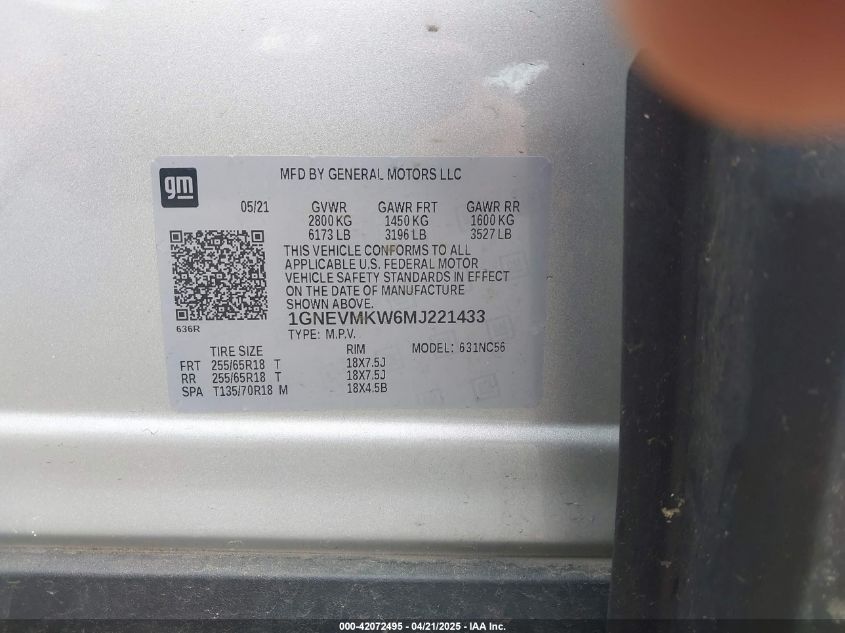 gm
MFD BY GENERAL MOTORS LLC
05/21 GVWR GAWR FRT GAWR RR
2800 KG 1450 KG 1600 KG
6173 LB 3196 LB 3527 LB
THIS VEHICLE CONFORMS TO ALL
APPLICABLE U.S. FEDERAL MOTOR
VEHICLE SAFETY STANDARDS IN EFFECT
ON THE DATE OF MANUFACTURE
SHOWN ABOVE.
1GNEVMKW6MJ221433
636R
TYPE: M.P.V.
TIRE SIZE RIM MODEL: 631NC56
FRT 255/65R18 T 18X7.5J
RR 255/65R18 T 18X7.5J
SPA T135/70R18 M 18X4.5B
000-42072495 - 04/21/2025 - IAA Inc.